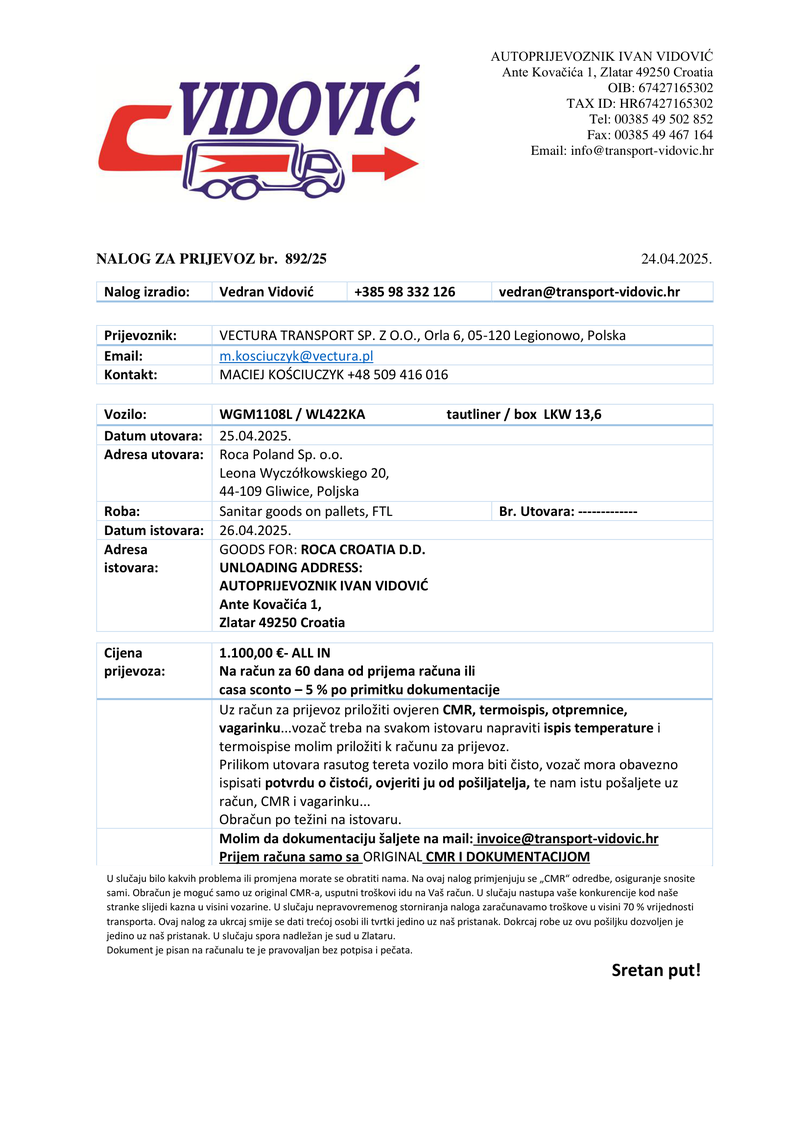 VIDOVIĆ
AUTOPRIJEVOZNIK IVAN VIDOVIĆ
Ante Kovačića 1, Zlatar 49250 Croatia
OIB: 67427165302
TAX ID: HR67427165302
Tel: 00385 49 502 852
Fax: 00385 49 467 164
Email: info@transport-vidovic.hr
NALOG ZA PRIJEVOZ br. 892/25 24.04.2025.
Nalog izradio: Vedran Vidović +385 98 332 126 vedran@transport-vidovic.hr
Prijevoznik: VECTURA TRANSPORT SP. Z O.O., Orla 6, 05-120 Legionowo, Polska
Email: m.kosciuczyk@vectura.pl
Kontakt: MACIEJ KOŚCIUCZYK +48 509 416 016
Vozilo: WGM1108L / WL422KA tautliner / box LKW 13,6
Datum utovara: 25.04.2025.
Adresa utovara: Roca Poland Sp. o.o.
Leona Wyczółkowskiego 20,
44-109 Gliwice, Poljska
Roba: Sanitar goods on pallets, FTL Br. Utovara: -------------
Datum istovara: 26.04.2025.
Adresa GOODS FOR: ROCA CROATIA D.D.
istovara: UNLOADING ADDRESS:
AUTOPRIJEVOZNIK IVAN VIDOVIĆ
Ante Kovačića 1,
Zlatar 49250 Croatia
Cijena 1.100,00 €- ALL IN
prijevoza: Na račun za 60 dana od prijema računa ili
casa sconto – 5 % po primitku dokumentacije
Uz račun za prijevoz priložiti ovjeren CMR, termoispis, otpremnice,
vagarinku...vozač treba na svakom istovaru napraviti ispis temperature i
termoispise molim priložiti k računu za prijevoz.
Prilikom utovara rasutog tereta vozilo mora biti čisto, vozač mora obavezno
ispisati potvrdu o čistoći, ovjeriti ju od pošiljatelja, te nam istu pošaljete uz
račun, CMR i vagarinku...
Obračun po težini na istovaru.
Molim da dokumentaciju šaljete na mail: invoice@transport-vidovic.hr
Prijem računa samo sa ORIGINAL CMR I DOKUMENTACIJOM
U slučaju bilo kakvih problema ili promjena morate se obratiti nama. Na ovaj nalog primjenjuju se „CMR“ odredbe, osiguranje snosite
sami. Obračun je moguć samo uz original CMR-a, usputni troškovi idu na Vaš račun. U slučaju nastupa vaše konkurencije kod naše
stranke slijedi kazna u visini vozarine. U slučaju nepravovremenog storniranja naloga zaračunavamo troškove u visini 70 % vrijednosti
transporta. Ovaj nalog za ukrcaj smije se dati trećoj osobi ili tvrtki jedino uz naš pristanak. Dokrcaj robe uz ovu pošiljku dozvoljen je
jedino uz naš pristanak. U slučaju spora nadležan je sud u Zlataru.
Dokument je pisan na računalu te je pravovaljan bez potpisa i pečata.
Sretan put!